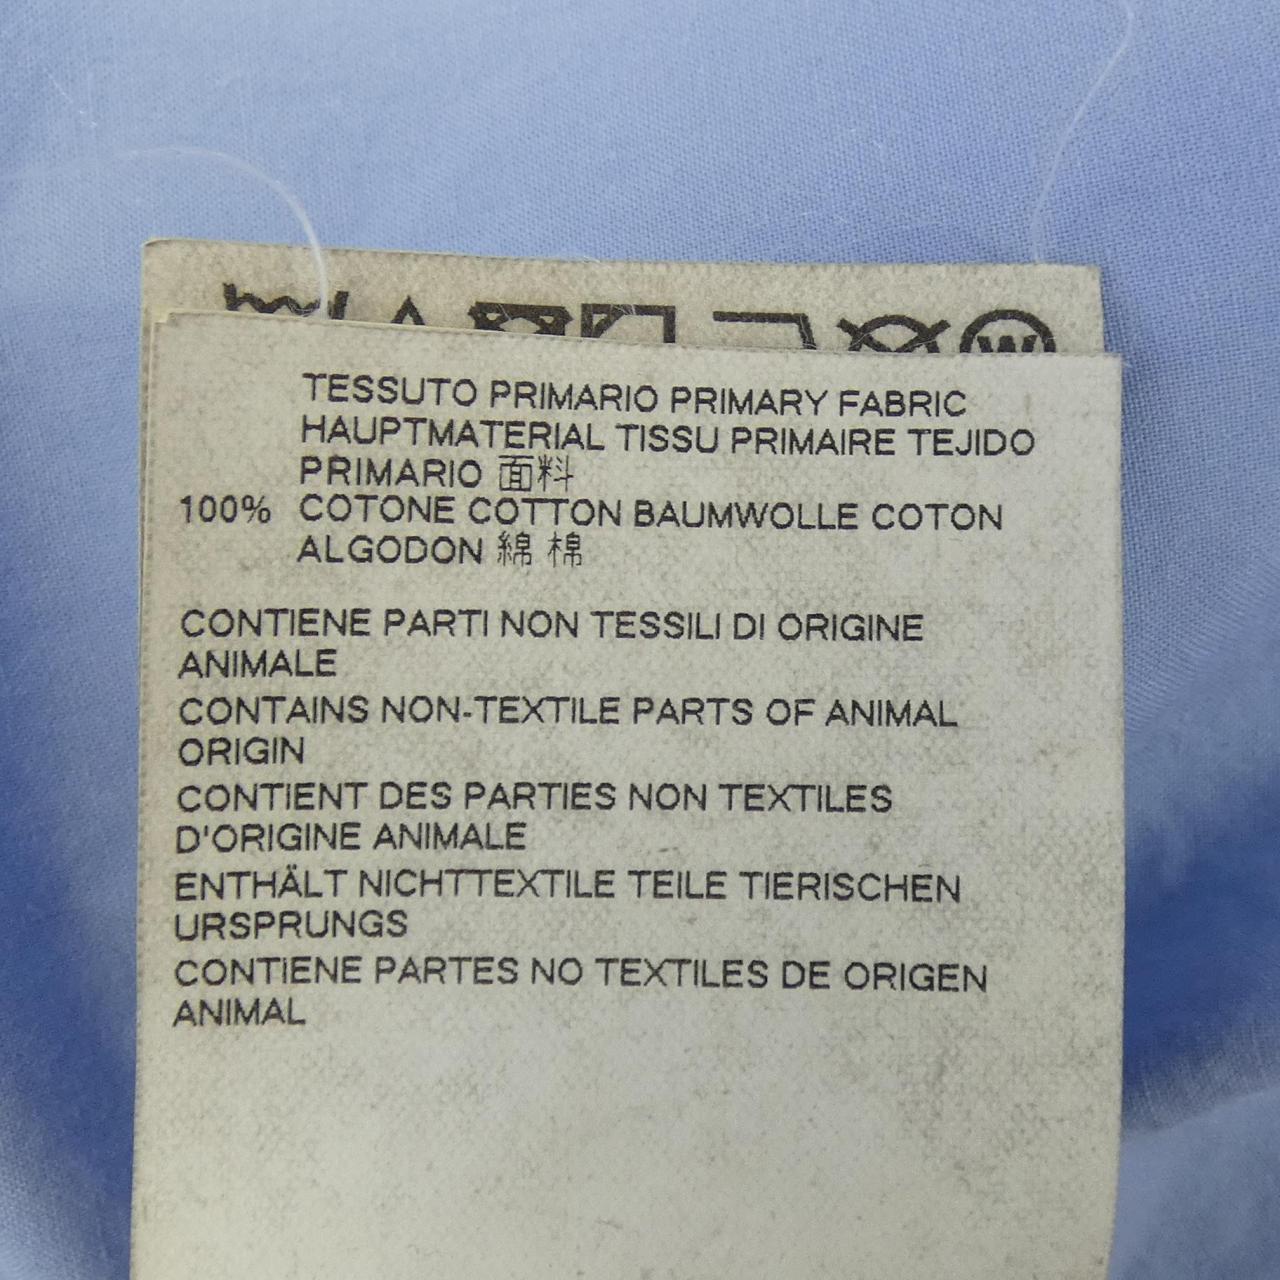 W
TESSUTO PRIMARIO PRIMARY FABRIC
HAUPTMATERIAL TISSU PRIMAIRE TEJIDO
PRIMARIO 面料
100% COTONE COTTON BAUMWOLLE COTON
ALGODON 綿 棉
CONTIENE PARTI NON TESSILI DI ORIGINE
ANIMALE
CONTAINS NON-TEXTILE PARTS OF ANIMAL
ORIGIN
CONTIENT DES PARTIES NON TEXTILES
D'ORIGINE ANIMALE
ENTHÄLT NICHTTEXTILE TEILE TIERISCHEN
URSPRUNGS
CONTIENE PARTES NO TEXTILES DE ORIGEN
ANIMAL